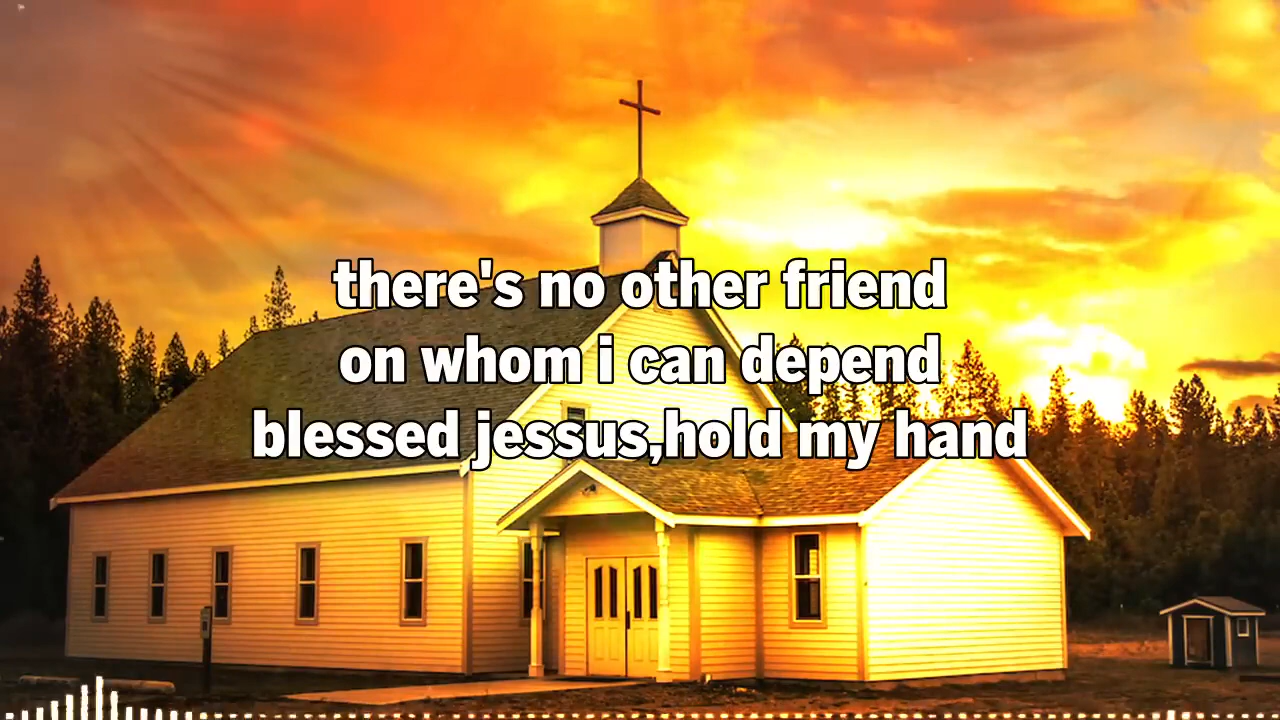 there's no other friend
on whom i can depend
blessed jessus,hold my hand